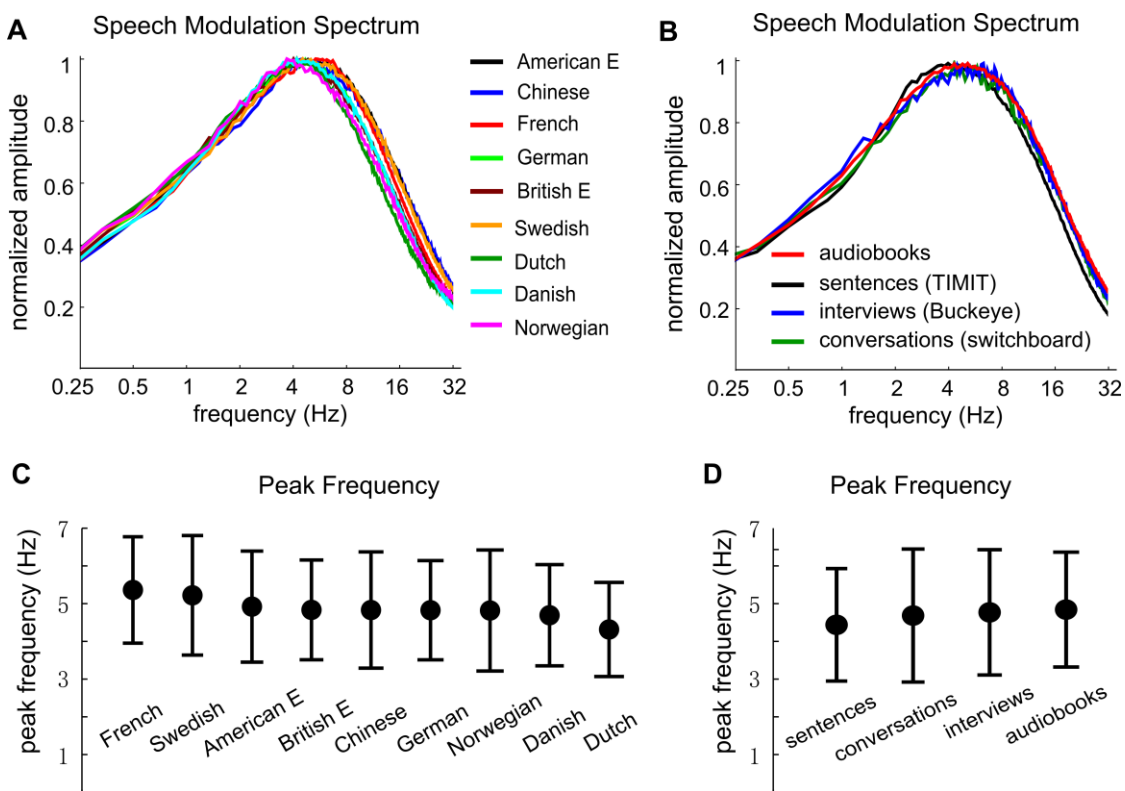 A
Speech Modulation Spectrum
normalized amplitude
1
0.8
0.6
0.4
0.2
0.25
0.5
1
2
4
8
16
32
frequency (Hz)
American E
Chinese
French
German
British E
Swedish
Dutch
Danish
Norwegian
B
Speech Modulation Spectrum
normalized amplitude
1
0.8
0.6
0.4
0.2
audiobooks
sentences (TIMIT)
interviews (Buckeye)
conversations (switchboard)
0.25
0.5
1
2
4
8
16
32
frequency (Hz)
C
Peak Frequency
peak frequency (Hz)
7
5
3
1
French
Swedish
American E
British E
Chinese
German
Norwegian
Danish
Dutch
D
Peak Frequency
peak frequency (Hz)
7
5
3
1
sentences
conversations
interviews
audiobooks